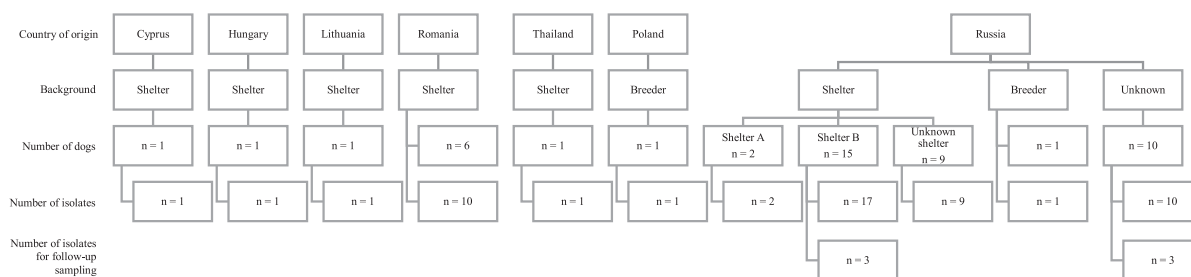 Country of origin
Cyprus
Hungary
Lithuania
Romania
Thailand
Poland
Russia
Background
Shelter
Shelter
Shelter
Shelter
Shelter
Breeder
Shelter
Breeder
Unknown
Number of dogs
n = 1
n = 1
n = 1
n = 6
n = 1
n = 1
Shelter A
n = 2
Shelter B
n = 15
Unknown
shelter
n = 9
n = 1
n = 10
Number of isolates
n = 1
n = 1
n = 1
n = 10
n = 1
n = 1
n = 2
n = 17
n = 9
n = 1
n = 10
Number of isolates
for follow-up
sampling
n = 3
n = 3